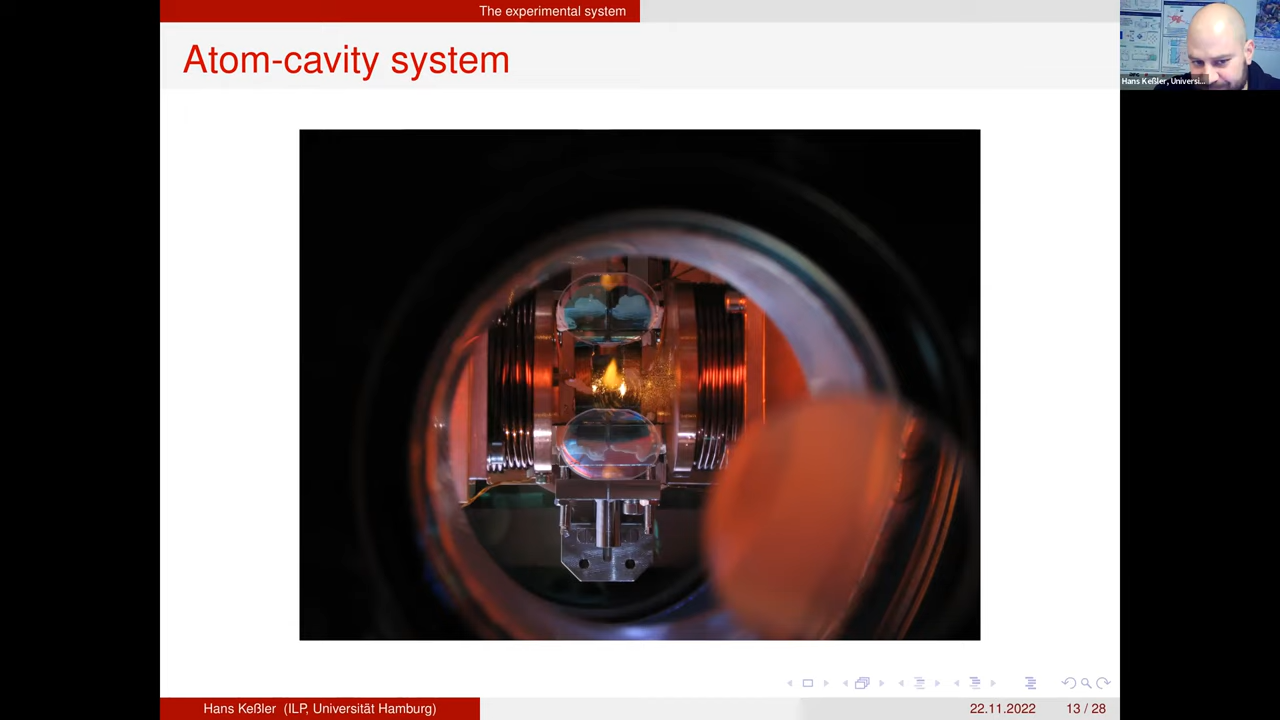 The experimental system
Atom-cavity system
Hans Keßler, Universi...
Hans Keßler (ILP, Universität Hamburg)
22.11.2022
13 / 28